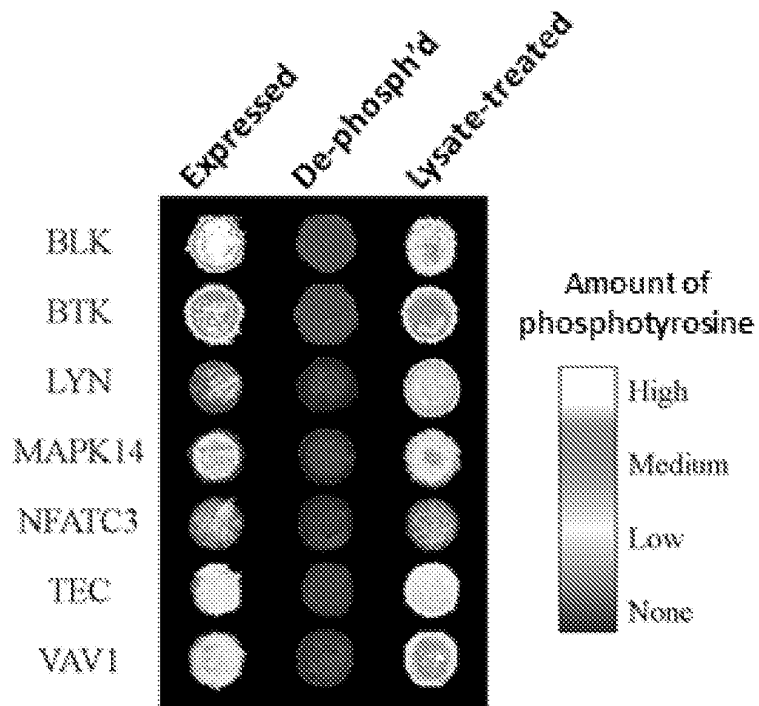 Expressed
De-phosph'd
Lysate-treated
BLK
BTK
LYN
MAPK14
NFATC3
TEC
VAV1
Amount of
phosphotyrosine
High
Medium
Low
None